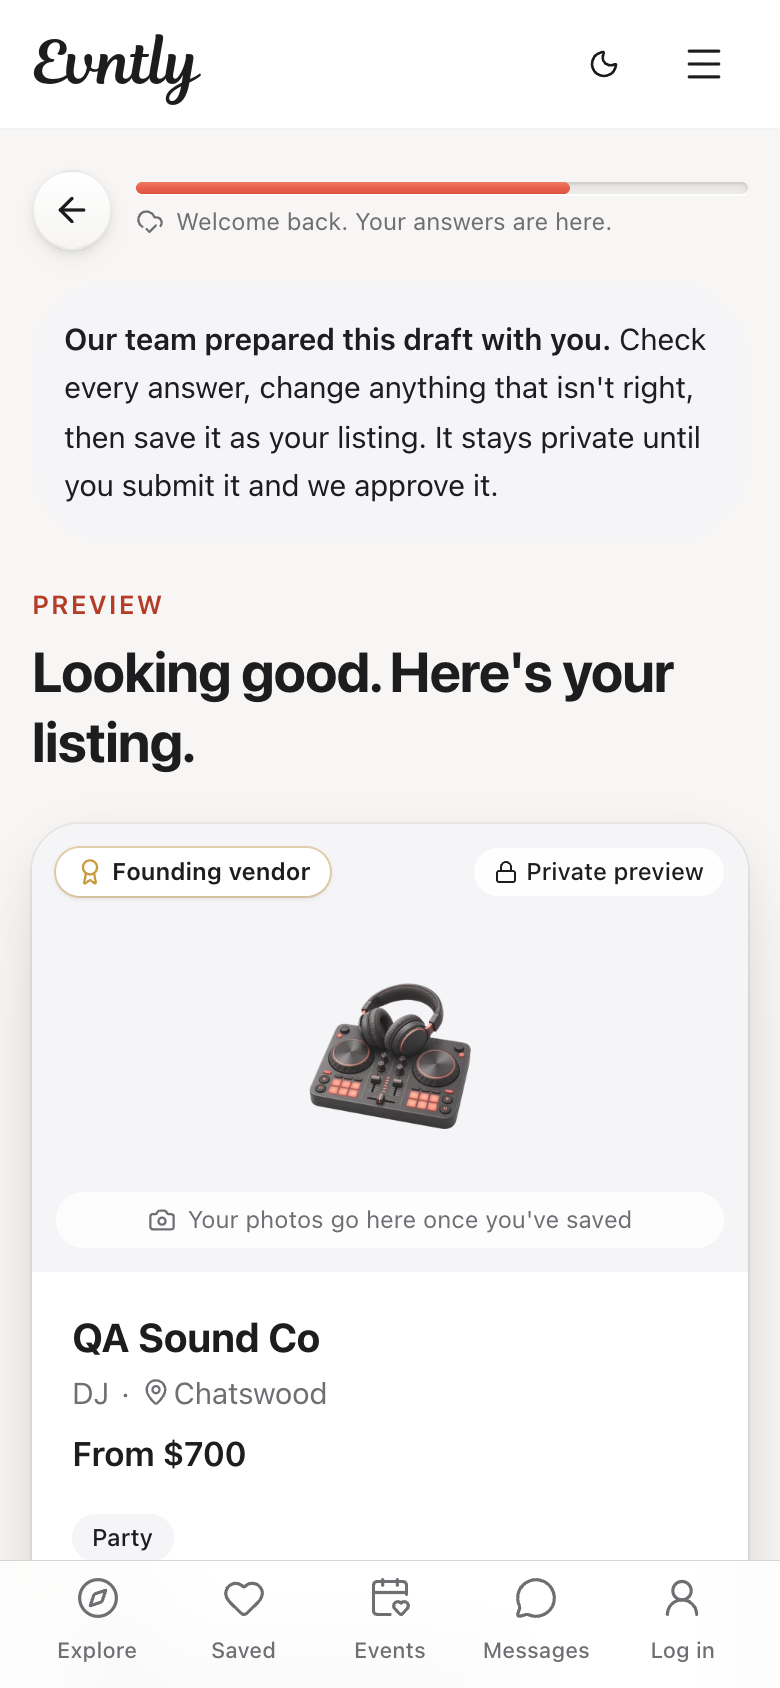 Evntly
Welcome back. Your answers are here.
Our team prepared this draft with you. Check
every answer, change anything that isn't right,
then save it as your listing. It stays private until
you submit it and we approve it.
PREVIEW
Looking good. Here's your
listing.
Founding vendor
Private preview
Your photos go here once you've saved
QA Sound Co
DJ · Chatswood
From $700
Party
Explore
Saved
Events
Messages
Log in